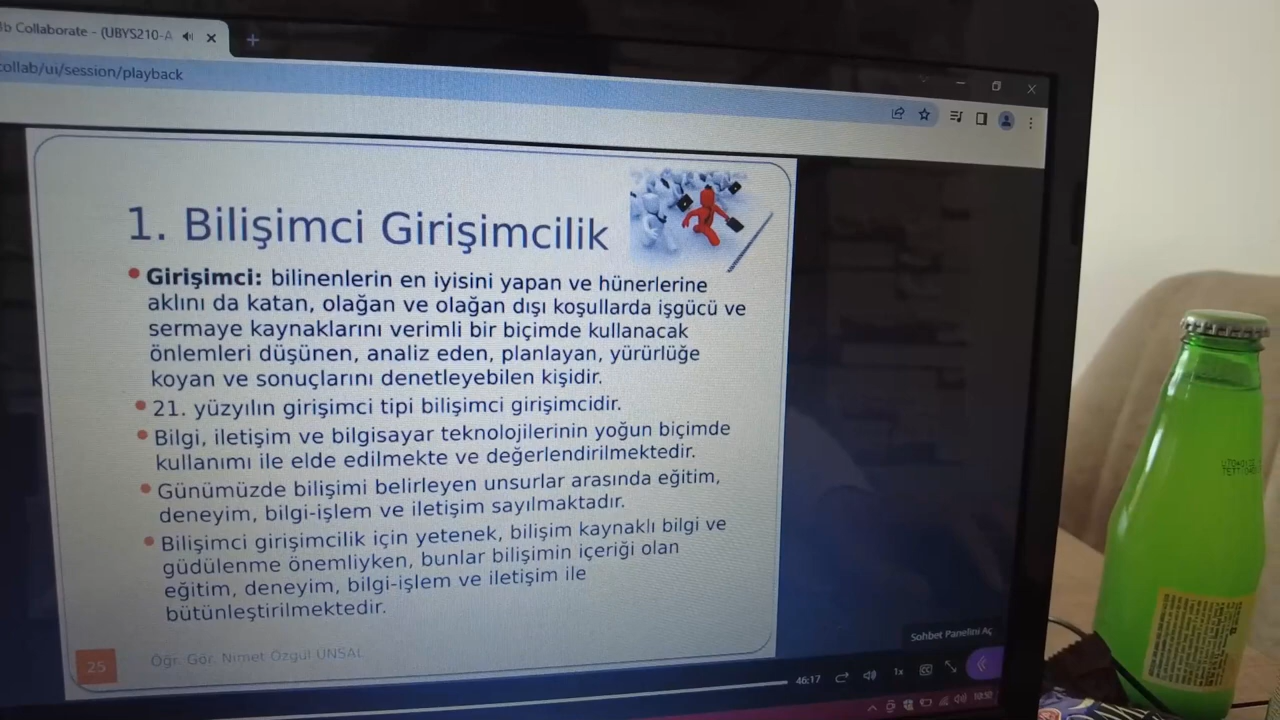 b Collaborate - (UBYS210-A
collab/ui/session/playback
1. Bilişimci Girişimcilik
Girişimci: bilinenlerin en iyisini yapan ve hünerlerine
aklını da katan, olağan ve olağan dışı koşullarda işgücü ve
sermaye kaynaklarını verimli bir biçimde kullanacak
önlemleri düşünen, analiz eden, planlayan, yürürlüğe
koyan ve sonuçlarını denetleyebilen kişidir.
21. yüzyılın girişimci tipi bilişimci girişimcidir.
Bilgi, iletişim ve bilgisayar teknolojilerinin yoğun biçimde
kullanımı ile elde edilmekte ve değerlendirilmektedir.
Günümüzde bilişimi belirleyen unsurlar arasında eğitim,
deneyim, bilgi-işlem ve iletişim sayılmaktadır.
Bilişimci girişimcilik için yetenek, bilişim kaynaklı bilgi ve
güdülenme önemliyken, bunlar bilişimin içeriği olan
eğitim, deneyim, bilgi-işlem ve iletişim ile
bütünleştirilmektedir.
25
Öğr. Gör. Nimet Özgül ÜNSAL
Sohbet Panelini Aç
46:17
1x
10:50